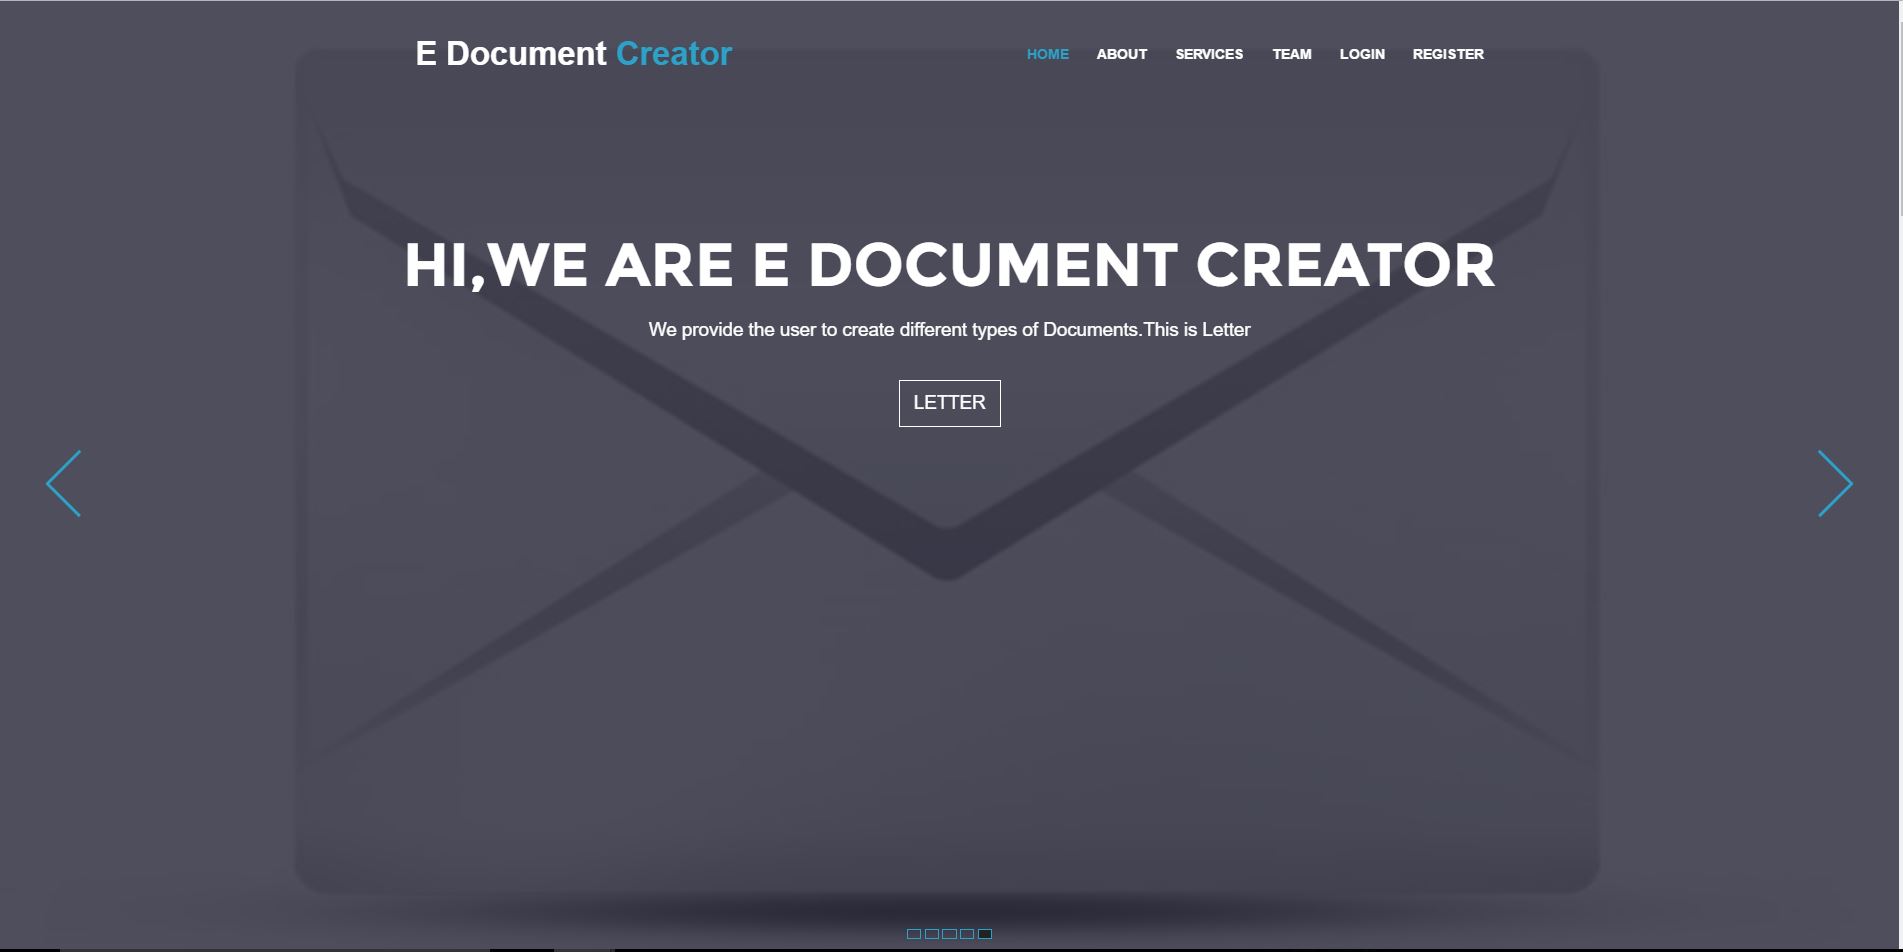 E Document Creator
HOME ABOUT SERVICES TEAM LOGIN REGISTER
HI,WE ARE E DOCUMENT CREATOR
We provide the user to create different types of Documents.This is Letter
LETTER